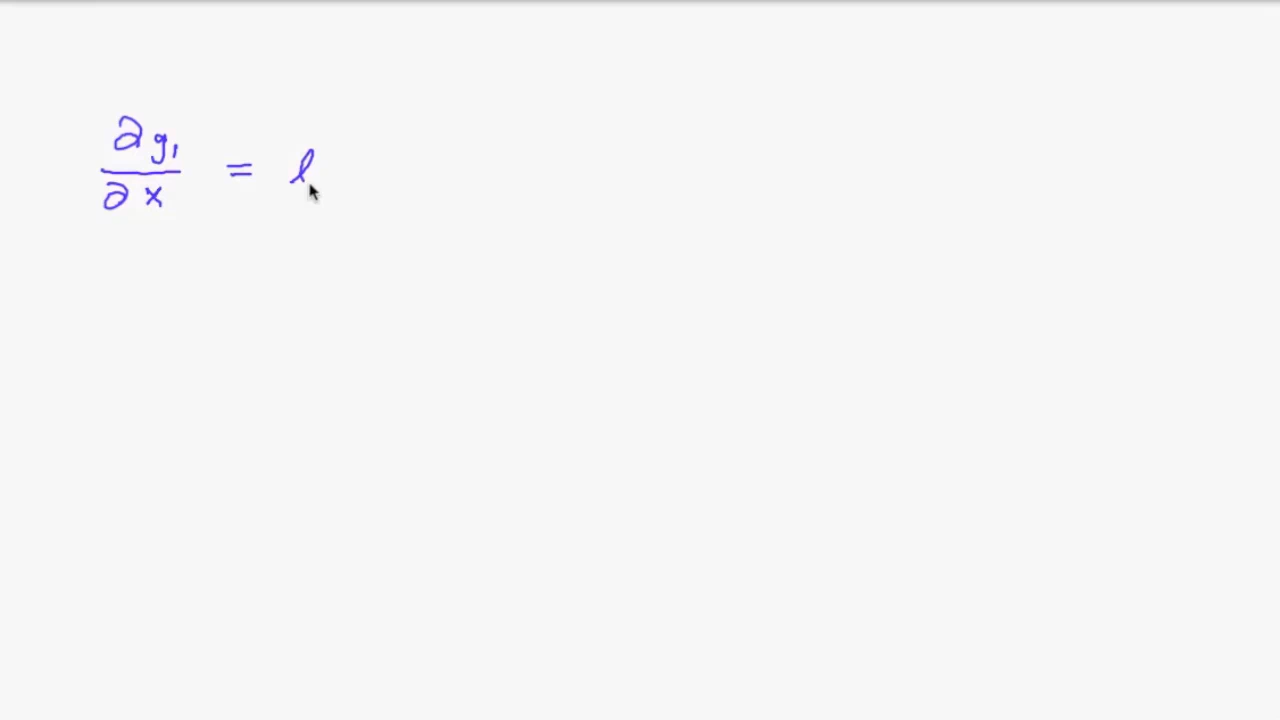 ∂g₁/∂x = l